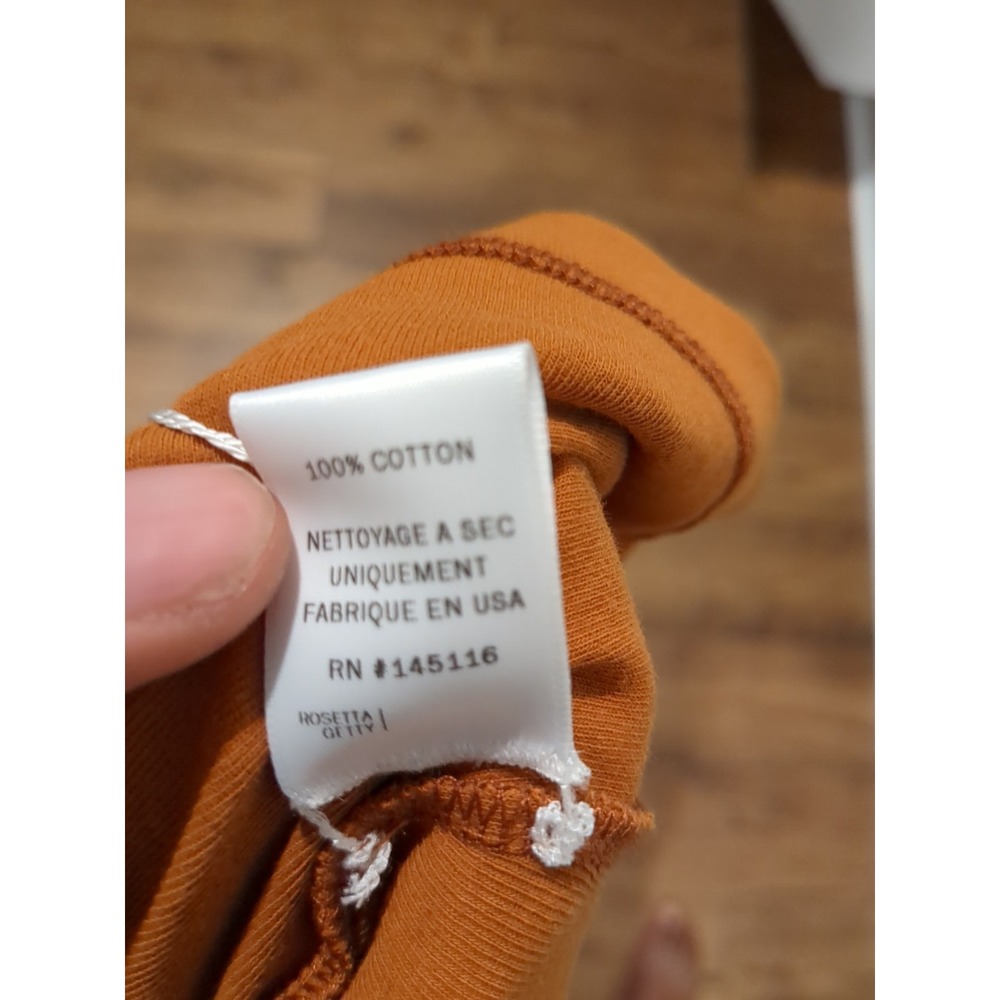 100% COTTON
NETTOYAGE A SEC
UNIQUEMENT
FABRIQUE EN USA
RN #145116
ROSETTA
GETTY